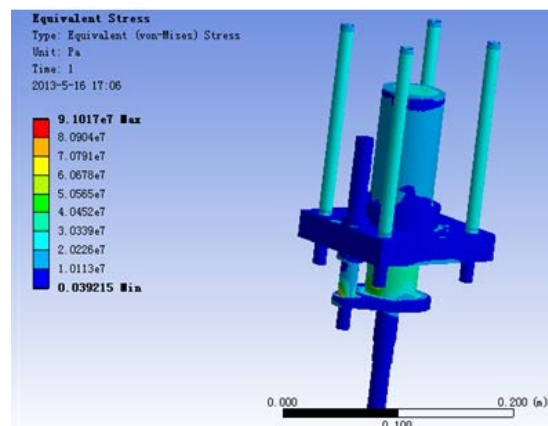 Equivalent Stress
Type: Equivalent (von-Mises) Stress
Unit: Pa
Time: 1
2013-5-16 17:06
9.1017e7 Max
8.0904e7
7.0791e7
6.0678e7
5.0565e7
4.0452e7
3.0339e7
2.0226e7
1.0113e7
0.039215 Min
0.000
0.200 (m)
0.100